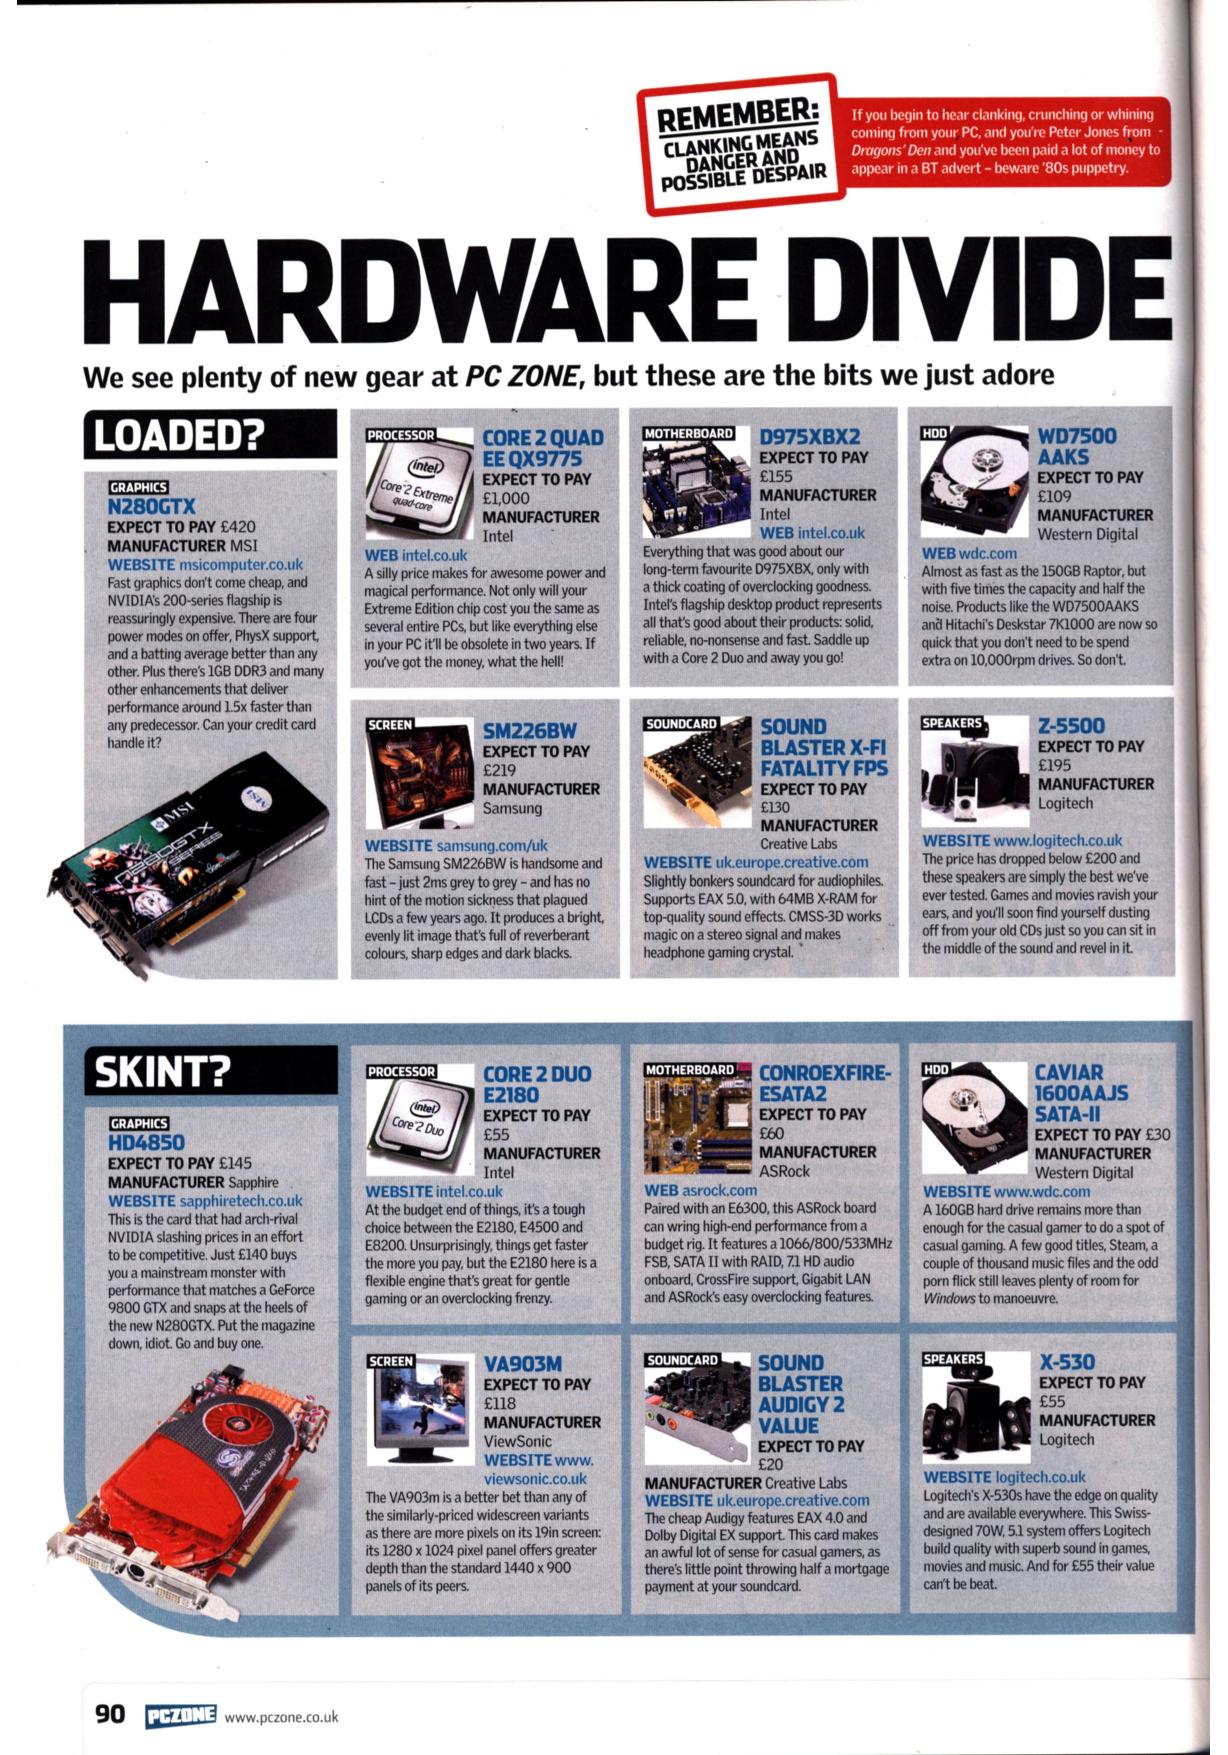 REMEMBER:
CLANKING MEANS
DANGER AND
POSSIBLE DESPAIR
If you begin to hear clanking, crunching or whining
coming from your PC, and you're Peter Jones from
Dragons' Den and you've been paid a lot of money to
appear in a BT advert – beware '80s puppetry.
HARDWARE DIVIDE
We see plenty of new gear at PC ZONE, but these are the bits we just adore
LOADED?
GRAPHICS
N280GTX
EXPECT TO PAY £420
MANUFACTURER MSI
WEBSITE msicomputer.co.uk
Fast graphics don't come cheap, and
NVIDIA's 200-series flagship is
reassuringly expensive. There are four
power modes on offer, PhysX support,
and a batting average better than any
other. Plus there's 1GB DDR3 and many
other enhancements that deliver
performance around 1.5x faster than
any predecessor. Can your credit card
handle it?
MSI
N280GTX
SERIES
PROCESSOR
intel
Core™2 Extreme
quad-core
CORE 2 QUAD
EE QX9775
EXPECT TO PAY
£1,000
MANUFACTURER
Intel
WEB intel.co.uk
A silly price makes for awesome power and
magical performance. Not only will your
Extreme Edition chip cost you the same as
several entire PCs, but like everything else
in your PC it'll be obsolete in two years. If
you've got the money, what the hell!
MOTHERBOARD
D975XBX2
EXPECT TO PAY
£155
MANUFACTURER
Intel
WEB intel.co.uk
Everything that was good about our
long-term favourite D975XBX, only with
a thick coating of overclocking goodness.
Intel's flagship desktop product represents
all that's good about their products: solid,
reliable, no-nonsense and fast. Saddle up
with a Core 2 Duo and away you go!
HDD
WD7500
AAKS
EXPECT TO PAY
£109
MANUFACTURER
Western Digital
WEB wdc.com
Almost as fast as the 150GB Raptor, but
with five times the capacity and half the
noise. Products like the WD7500AAKS
and Hitachi's Deskstar 7K1000 are now so
quick that you don't need to be spend
extra on 10,000rpm drives. So don't.
SCREEN
SM226BW
EXPECT TO PAY
£219
MANUFACTURER
Samsung
WEBSITE samsung.com/uk
The Samsung SM226BW is handsome and
fast – just 2ms grey to grey – and has no
hint of the motion sickness that plagued
LCDs a few years ago. It produces a bright,
evenly lit image that's full of reverberant
colours, sharp edges and dark blacks.
SOUNDCARD
SOUND
BLASTER X-FI
FATAL1TY FPS
EXPECT TO PAY
£130
MANUFACTURER
Creative Labs
WEBSITE uk.europe.creative.com
Slightly bonkers soundcard for audiophiles.
Supports EAX 5.0, with 64MB X-RAM for
top-quality sound effects. CMSS-3D works
magic on a stereo signal and makes
headphone gaming crystal.
SPEAKERS
Z-5500
EXPECT TO PAY
£195
MANUFACTURER
Logitech
WEBSITE www.logitech.co.uk
The price has dropped below £200 and
these speakers are simply the best we've
ever tested. Games and movies ravish your
ears, and you'll soon find yourself dusting
off from your old CDs just so you can sit in
the middle of the sound and revel in it.
SKINT?
GRAPHICS
HD4850
EXPECT TO PAY £145
MANUFACTURER Sapphire
WEBSITE sapphiretech.co.uk
This is the card that had arch-rival
NVIDIA slashing prices in an effort
to be competitive. Just £140 buys
you a mainstream monster with
performance that matches a GeForce
9800 GTX and snaps at the heels of
the new N280GTX. Put the magazine
down, idiot. Go and buy one.
PROCESSOR
intel
Core™2 Duo
CORE 2 DUO
E2180
EXPECT TO PAY
£55
MANUFACTURER
Intel
WEBSITE intel.co.uk
At the budget end of things, it's a tough
choice between the E2180, E4500 and
E8200. Unsurprisingly, things get faster
the more you pay, but the E2180 here is a
flexible engine that's great for gentle
gaming or an overclocking frenzy.
MOTHERBOARD
CONROEXFIRE-
ESATA2
EXPECT TO PAY
£60
MANUFACTURER
ASRock
WEB asrock.com
Paired with an E6300, this ASRock board
can wring high-end performance from a
budget rig. It features a 1066/800/533MHz
FSB, SATA II with RAID, 7.1 HD audio
onboard, CrossFire support, Gigabit LAN
and ASRock's easy overclocking features.
HDD
CAVIAR
1600AAJS
SATA-II
EXPECT TO PAY £30
MANUFACTURER
Western Digital
WEBSITE www.wdc.com
A 160GB hard drive remains more than
enough for the casual gamer to do a spot of
casual gaming. A few good titles, Steam, a
couple of thousand music files and the odd
porn flick still leaves plenty of room for
Windows to manoeuvre.
SCREEN
VA903M
EXPECT TO PAY
£118
MANUFACTURER
ViewSonic
WEBSITE www.
viewsonic.co.uk
The VA903m is a better bet than any of
the similarly-priced widescreen variants
as there are more pixels on its 19in screen:
its 1280 x 1024 pixel panel offers greater
depth than the standard 1440 x 900
panels of its peers.
SOUNDCARD
SOUND
BLASTER
AUDIGY 2
VALUE
EXPECT TO PAY
£20
MANUFACTURER Creative Labs
WEBSITE uk.europe.creative.com
The cheap Audigy features EAX 4.0 and
Dolby Digital EX support. This card makes
an awful lot of sense for casual gamers, as
there's little point throwing half a mortgage
payment at your soundcard.
SPEAKERS
X-530
EXPECT TO PAY
£55
MANUFACTURER
Logitech
WEBSITE logitech.co.uk
Logitech's X-530s have the edge on quality
and are available everywhere. This Swiss-
designed 70W, 5.1 system offers Logitech
build quality with superb sound in games,
movies and music. And for £55 their value
can't be beat.
90 PCZONE www.pczone.co.uk